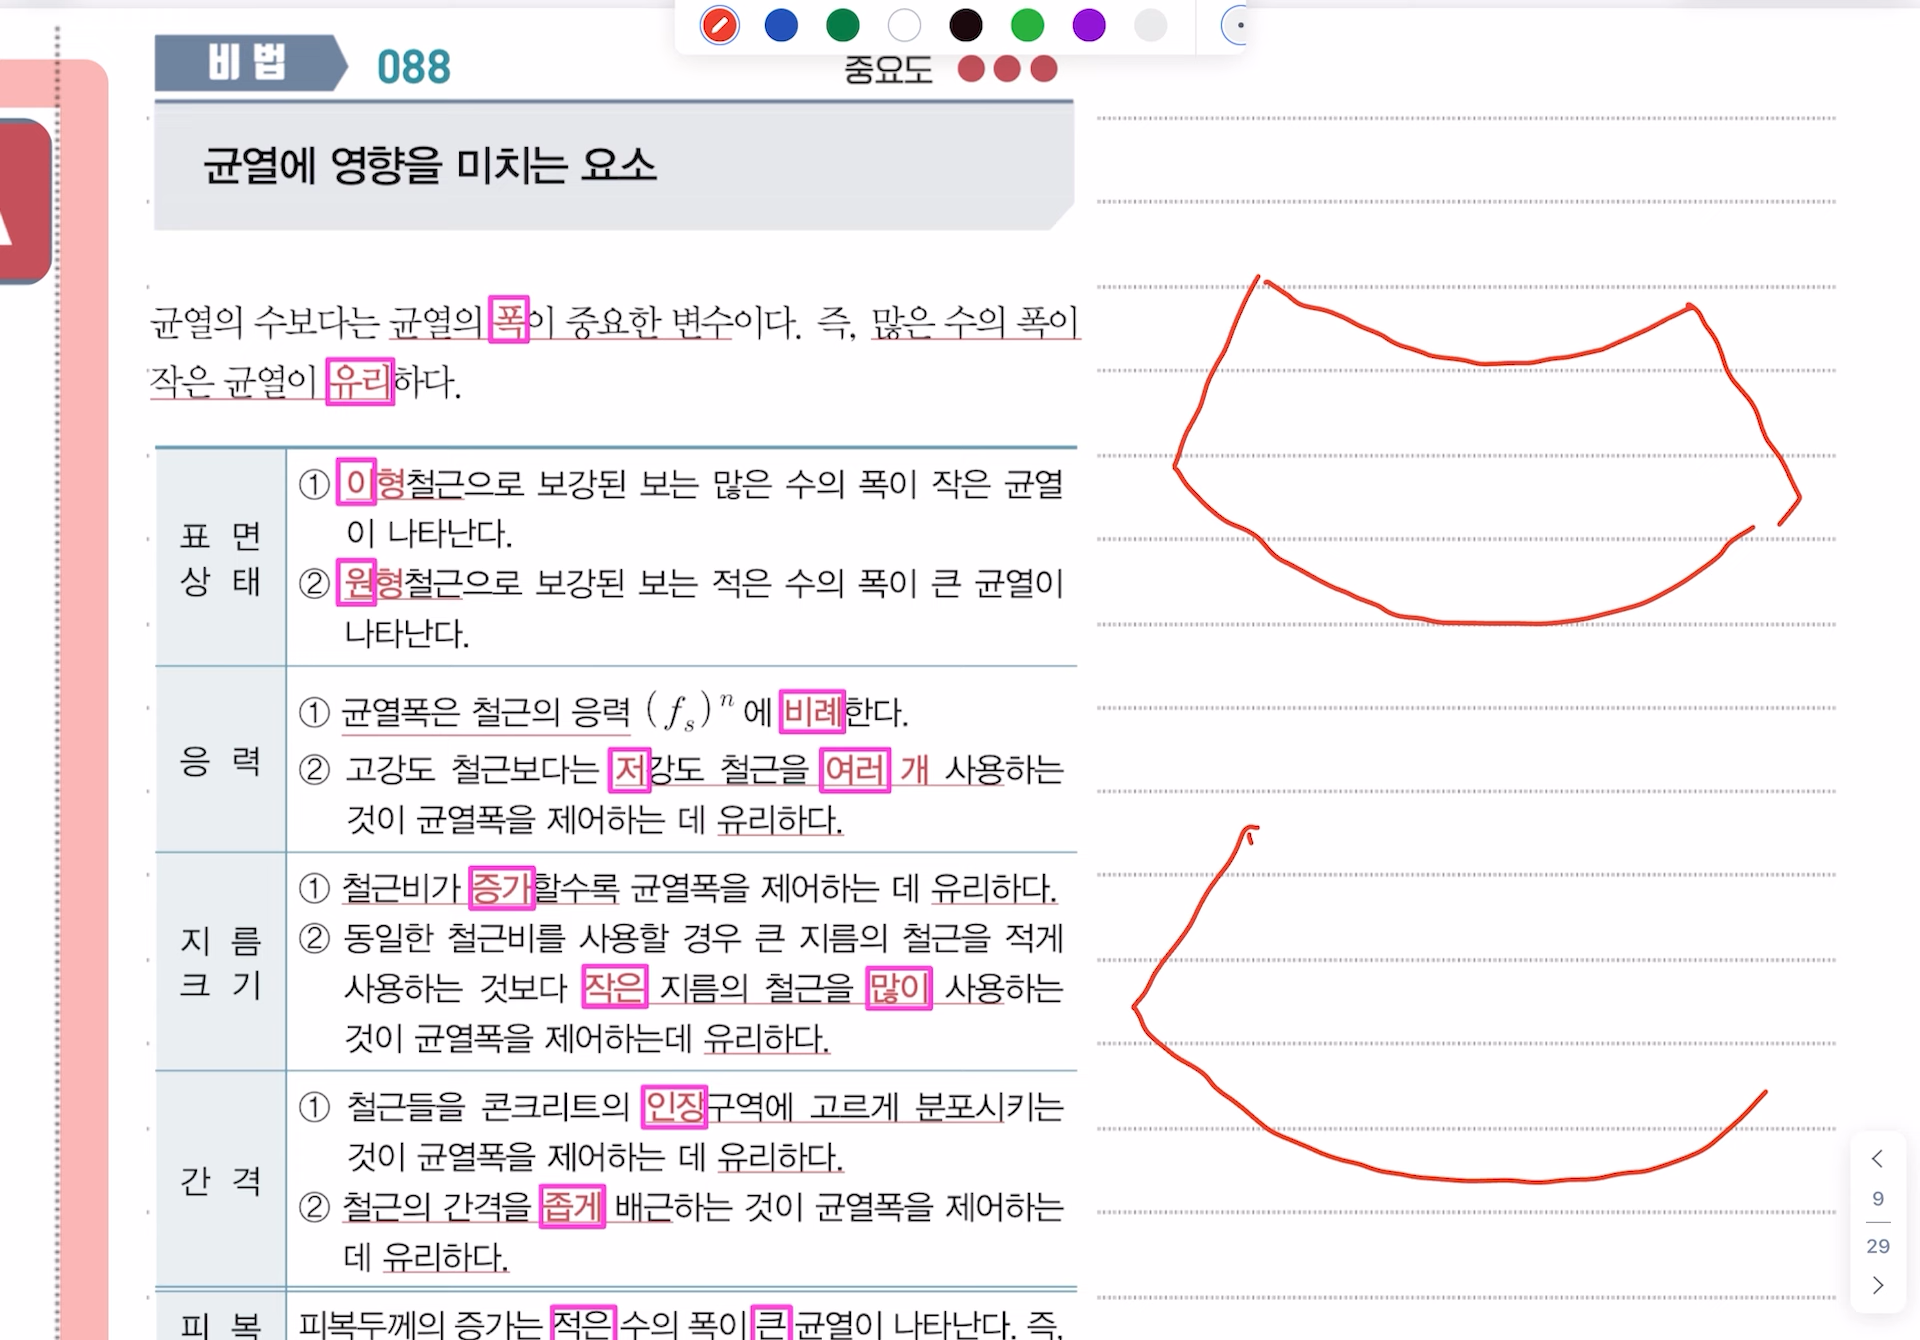 비법 088 중요도
균열에 영향을 미치는 요소
균열의 수보다는 균열의 폭이 중요한 변수이다. 즉, 많은 수의 폭이
작은 균열이 유리하다.
표 면
상 태
① 이형철근으로 보강된 보는 많은 수의 폭이 작은 균열
이 나타난다.
② 원형철근으로 보강된 보는 적은 수의 폭이 큰 균열이
나타난다.
응 력
① 균열폭은 철근의 응력 (fₛ)ⁿ에 비례한다.
② 고강도 철근보다는 저강도 철근을 여러 개 사용하는
것이 균열폭을 제어하는 데 유리하다.
지 름
크 기
① 철근비가 증가할수록 균열폭을 제어하는 데 유리하다.
② 동일한 철근비를 사용할 경우 큰 지름의 철근을 적게
사용하는 것보다 작은 지름의 철근을 많이 사용하는
것이 균열폭을 제어하는데 유리하다.
간 격
① 철근들을 콘크리트의 인장구역에 고르게 분포시키는
것이 균열폭을 제어하는 데 유리하다.
② 철근의 간격을 좁게 배근하는 것이 균열폭을 제어하는
데 유리하다.
피 복
피복두께의 증가는 적은 수의 폭이 큰 균열이 나타난다. 즉,
9
29